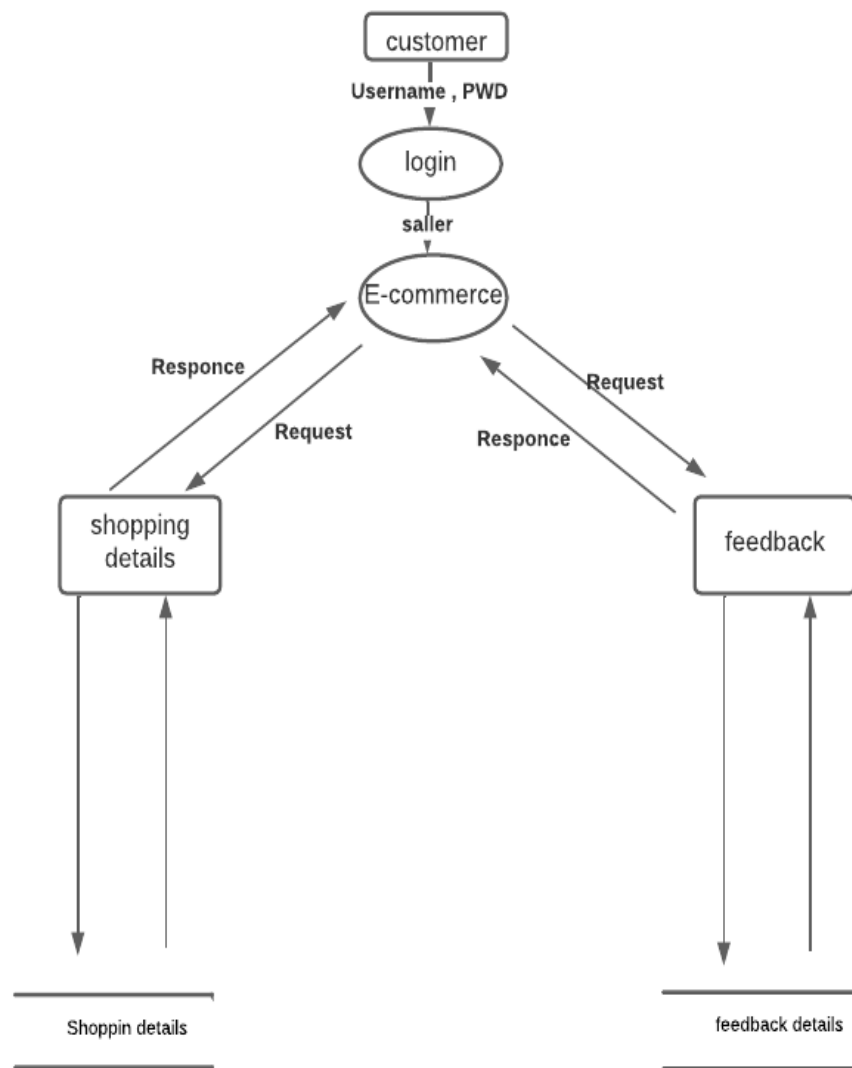 customer
Username , PWD
login
saller
E-commerce
Responce
Request
Request
Responce
shopping
details
feedback
Shoppin details
feedback details